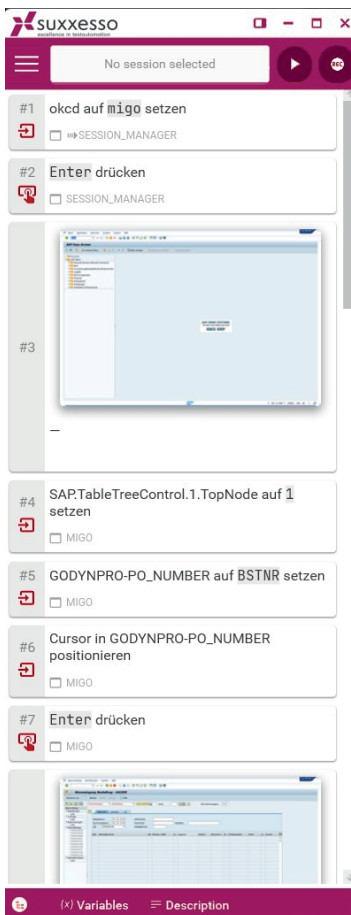 suxxesso
excellence in testautomation
No session selected
REC
#1
okcd auf migo setzen
⇒SESSION_MANAGER
#2
Enter drücken
SESSION_MANAGER
#3
—
#4
SAP.TableTreeControl.1.TopNode auf 1
setzen
MIGO
#5
GODYNPRO-PO_NUMBER auf BSTNR setzen
MIGO
#6
Cursor in GODYNPRO-PO_NUMBER
positionieren
MIGO
#7
Enter drücken
MIGO
(x) Variables
Description